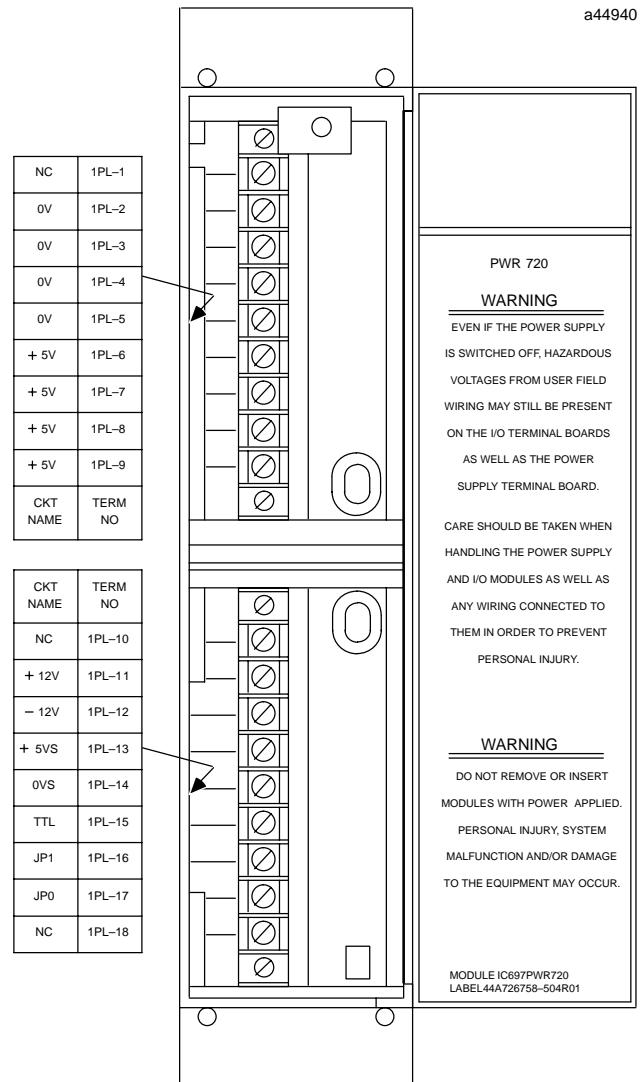 a44940
NC 1PL–1
0V 1PL–2
0V 1PL–3
0V 1PL–4
0V 1PL–5
+ 5V 1PL–6
+ 5V 1PL–7
+ 5V 1PL–8
+ 5V 1PL–9
CKT TERM
NAME NO
CKT TERM
NAME NO
NC 1PL–10
+ 12V 1PL–11
– 12V 1PL–12
+ 5VS 1PL–13
0VS 1PL–14
TTL 1PL–15
JP1 1PL–16
JP0 1PL–17
NC 1PL–18
PWR 720
WARNING
EVEN IF THE POWER SUPPLY
IS SWITCHED OFF, HAZARDOUS
VOLTAGES FROM USER FIELD
WIRING MAY STILL BE PRESENT
ON THE I/O TERMINAL BOARDS
AS WELL AS THE POWER
SUPPLY TERMINAL BOARD.
CARE SHOULD BE TAKEN WHEN
HANDLING THE POWER SUPPLY
AND I/O MODULES AS WELL AS
ANY WIRING CONNECTED TO
THEM IN ORDER TO PREVENT
PERSONAL INJURY.
WARNING
DO NOT REMOVE OR INSERT
MODULES WITH POWER APPLIED.
PERSONAL INJURY, SYSTEM
MALFUNCTION AND/OR DAMAGE
TO THE EQUIPMENT MAY OCCUR.
MODULE IC697PWR720
LABEL44A726758–504R01